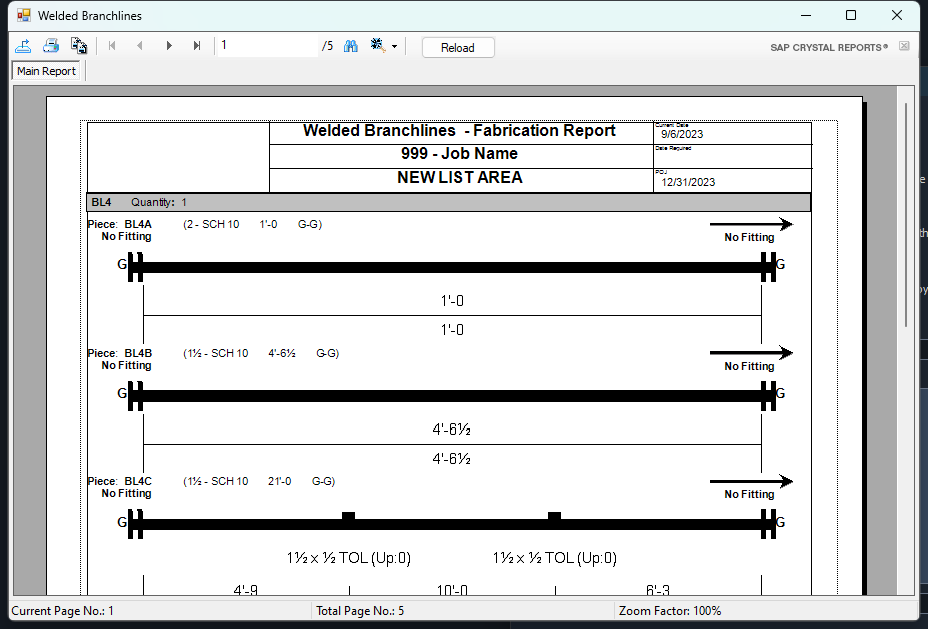 Welded Branchlines
1 /5 Reload SAP CRYSTAL REPORTS®
Main Report
Welded Branchlines - Fabrication Report
Current Date
9/6/2023
999 - Job Name
Date Required
NEW LIST AREA
POJ
12/31/2023
BL4 Quantity: 1
Piece: BL4A (2 - SCH 10 1'-0 G-G)
No Fitting No Fitting
G G
1'-0
1'-0
Piece: BL4B (1½ - SCH 10 4'-6½ G-G)
No Fitting No Fitting
G G
4'-6½
4'-6½
Piece: BL4C (1½ - SCH 10 21'-0 G-G)
No Fitting No Fitting
G G
1½ x ½ TOL (Up:0) 1½ x ½ TOL (Up:0)
4'-9 10'-0 6'-3
Current Page No.: 1 Total Page No.: 5 Zoom Factor: 100%